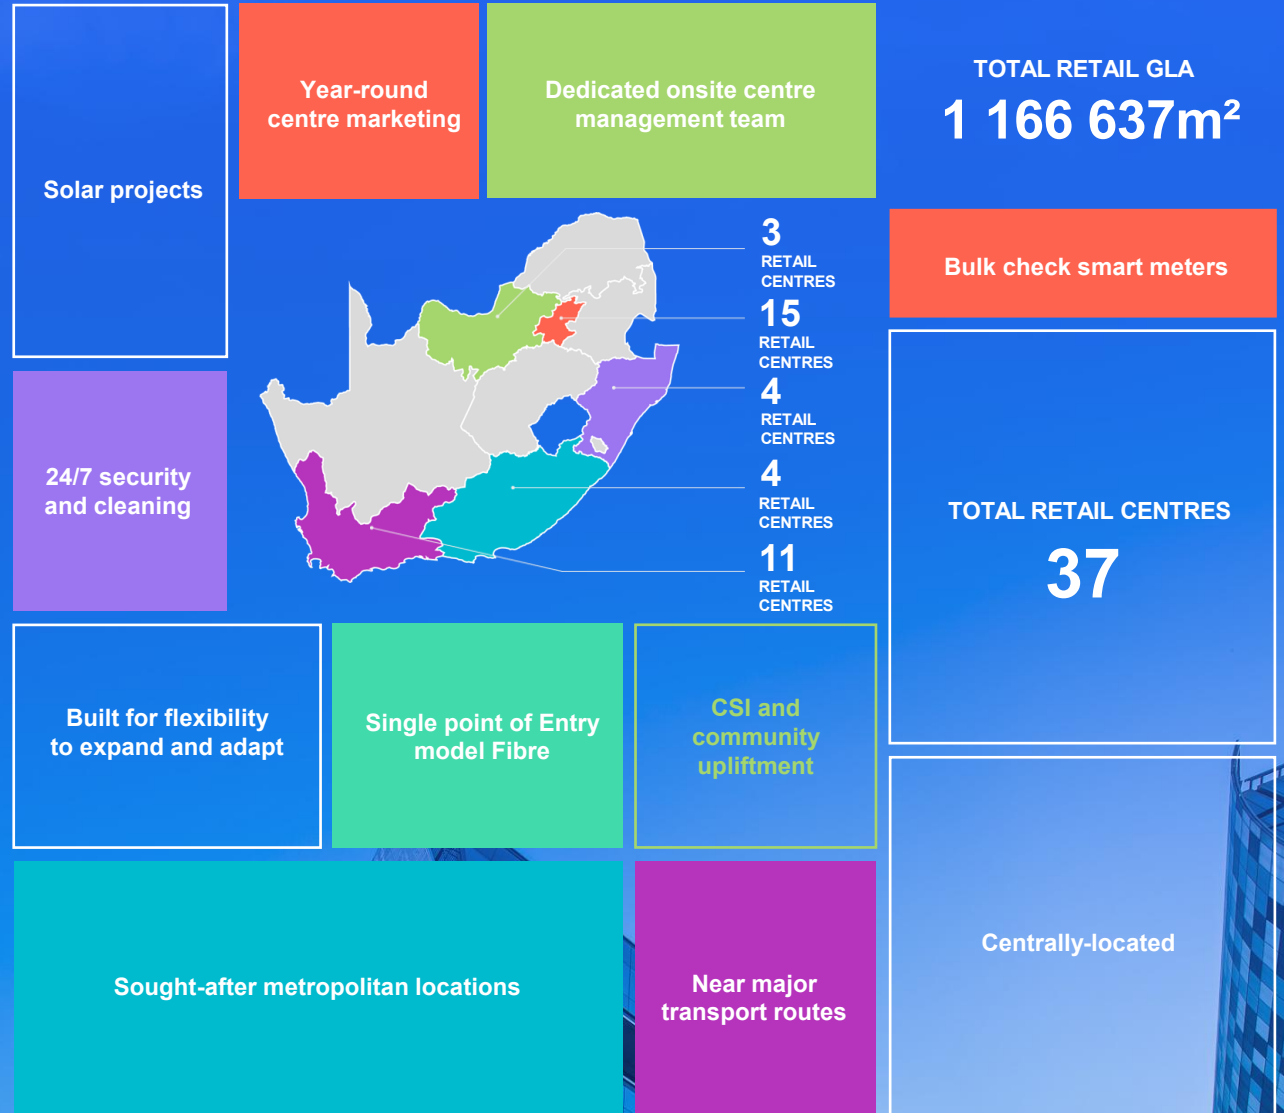 Solar projects
Year-round
centre marketing
Dedicated onsite centre
management team
TOTAL RETAIL GLA
1 166 637m²
Bulk check smart meters
3
RETAIL
CENTRES
15
RETAIL
CENTRES
4
RETAIL
CENTRES
4
RETAIL
CENTRES
11
RETAIL
CENTRES
24/7 security
and cleaning
TOTAL RETAIL CENTRES
37
Built for flexibility
to expand and adapt
Single point of Entry
model Fibre
CSI and
community
upliftment
Sought-after metropolitan locations
Near major
transport routes
Centrally-located